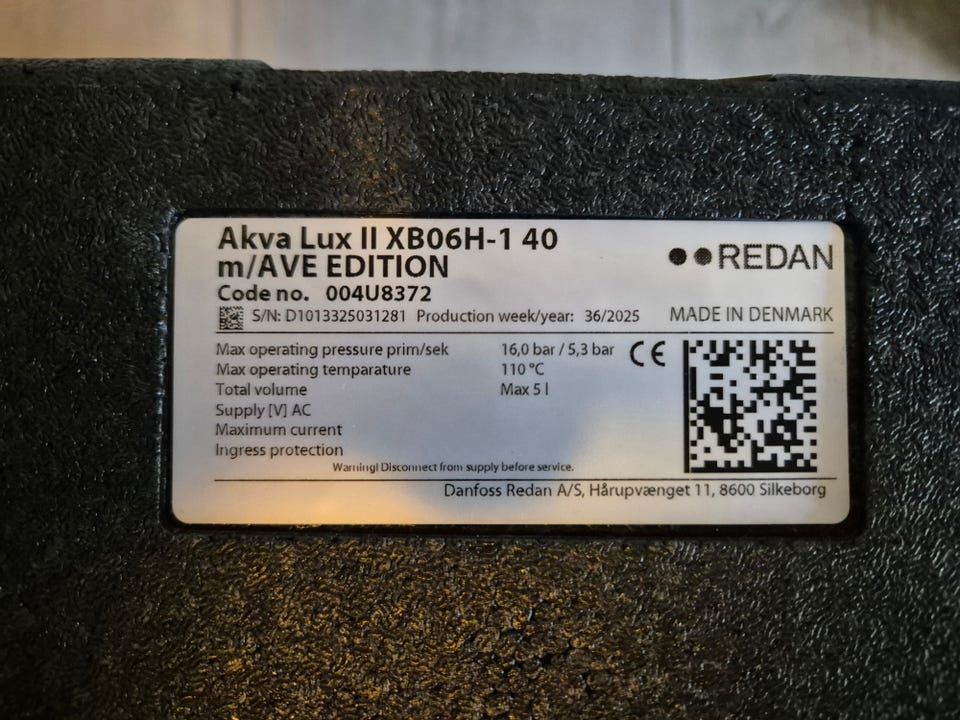 Akva Lux II XB06H-1 40
m/AVE EDITION
●●REDAN
Code no. 004U8372
S/N: D1013325031281 Production week/year: 36/2025 MADE IN DENMARK
Max operating pressure prim/sek 16,0 bar / 5,3 bar CE
Max operating temparature 110 °C
Total volume Max 5 l
Supply [V] AC
Maximum current
Ingress protection
Warning! Disconnect from supply before service.
Danfoss Redan A/S, Hårupvænget 11, 8600 Silkeborg